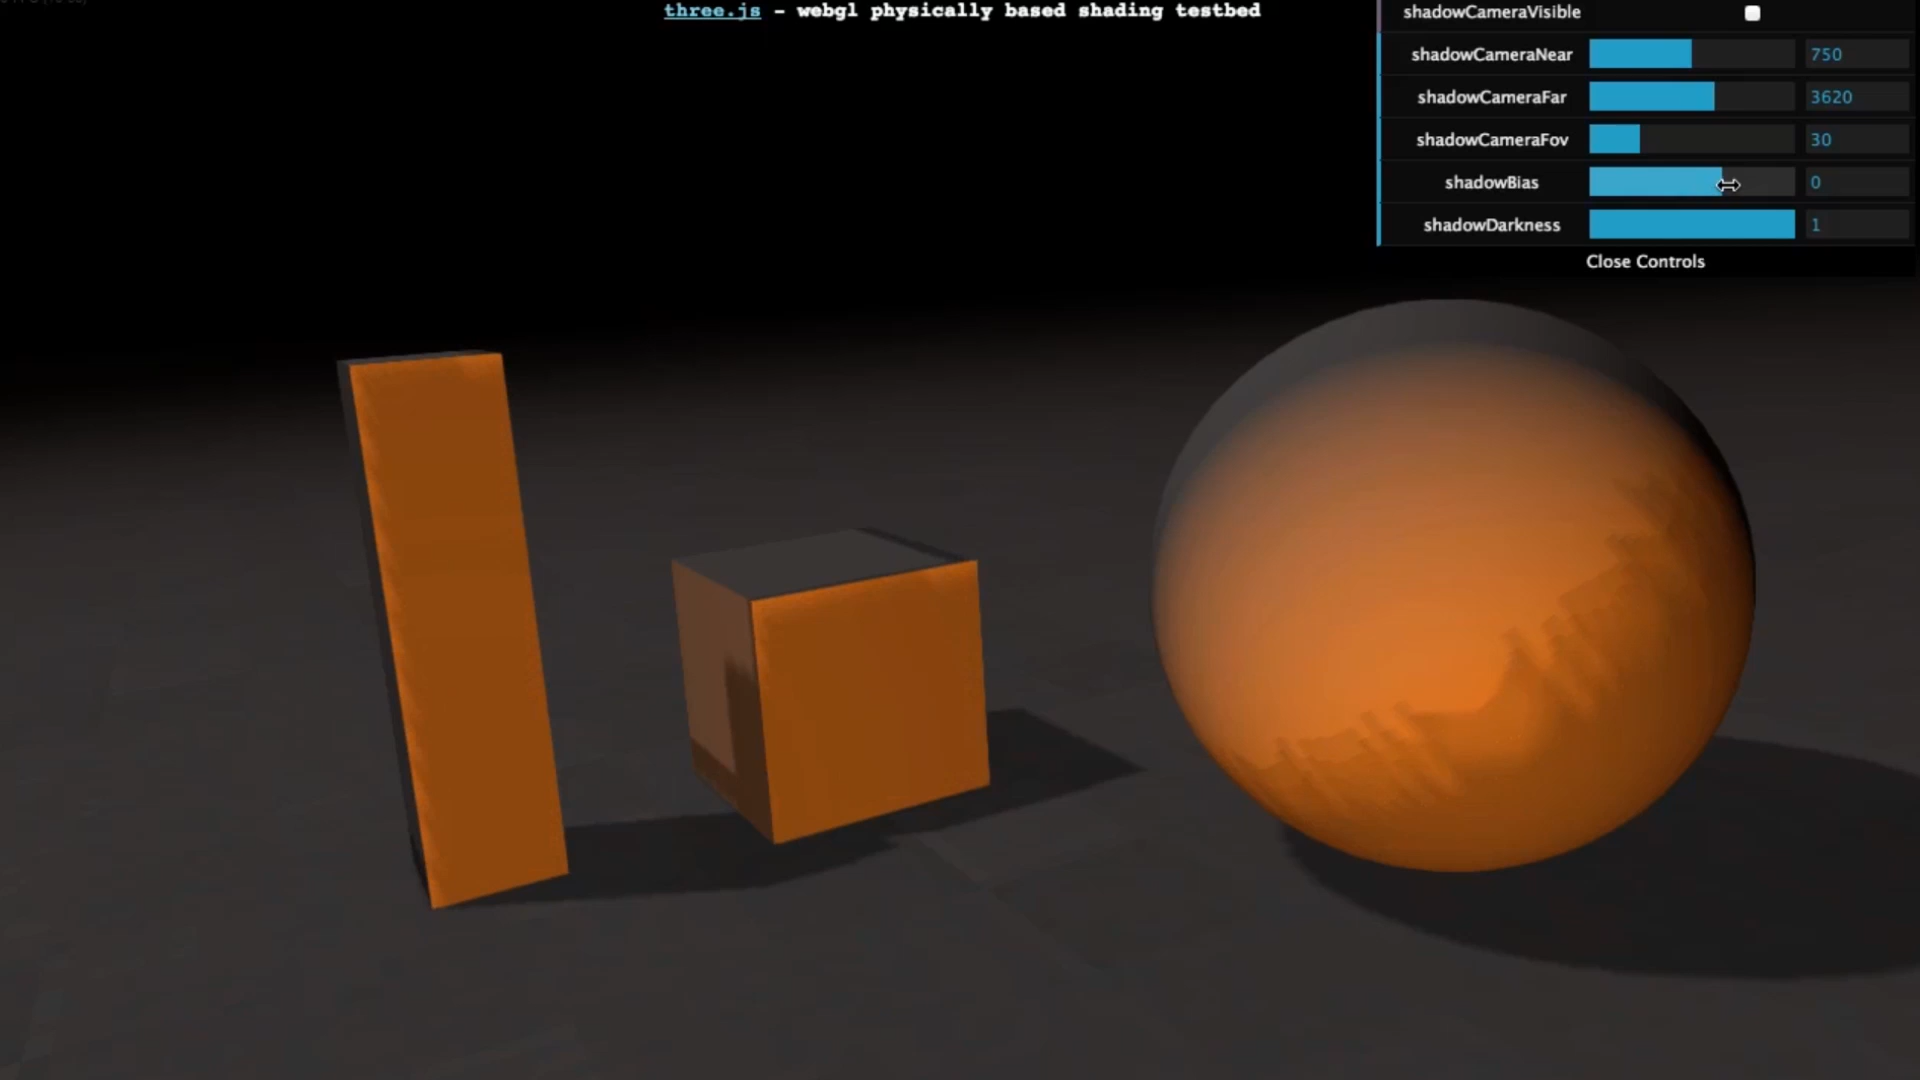 three.js - webgl physically based shading testbed
shadowCameraVisible
shadowCameraNear 750
shadowCameraFar 3620
shadowCameraFov 30
shadowBias 0
shadowDarkness 1
Close Controls